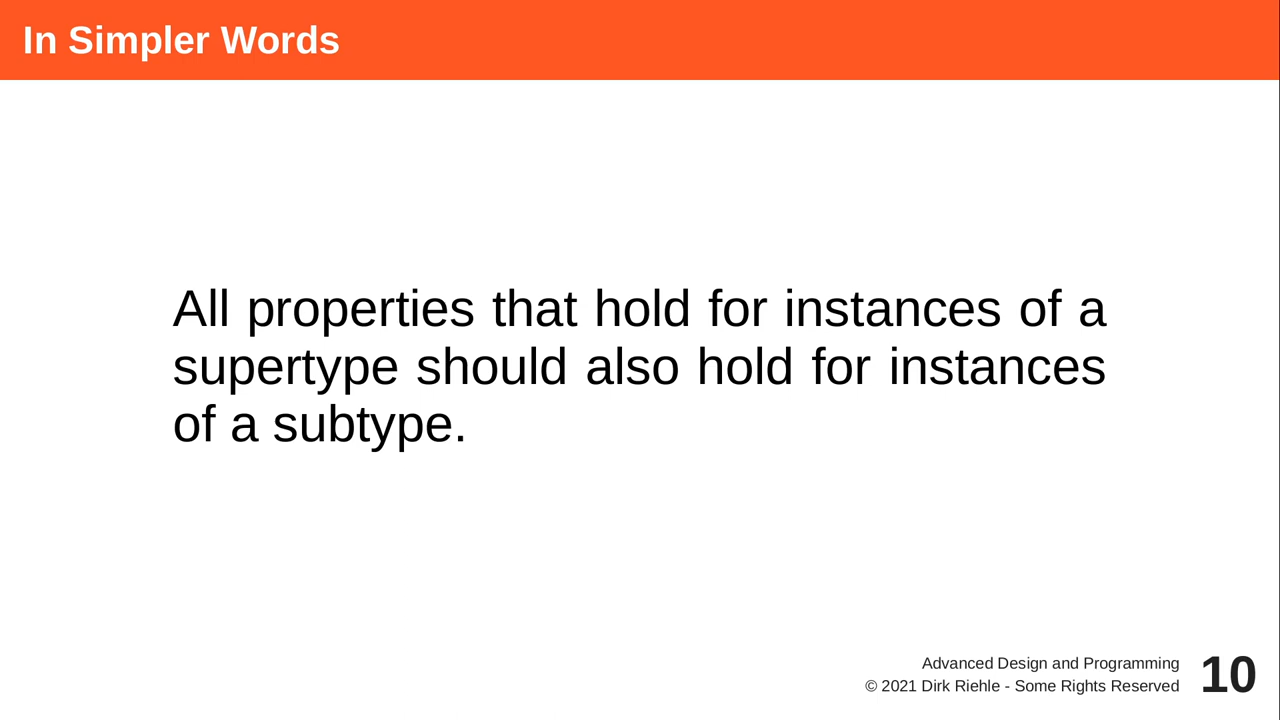 In Simpler Words
All properties that hold for instances of a
supertype should also hold for instances
of a subtype.
Advanced Design and Programming
© 2021 Dirk Riehle - Some Rights Reserved
10